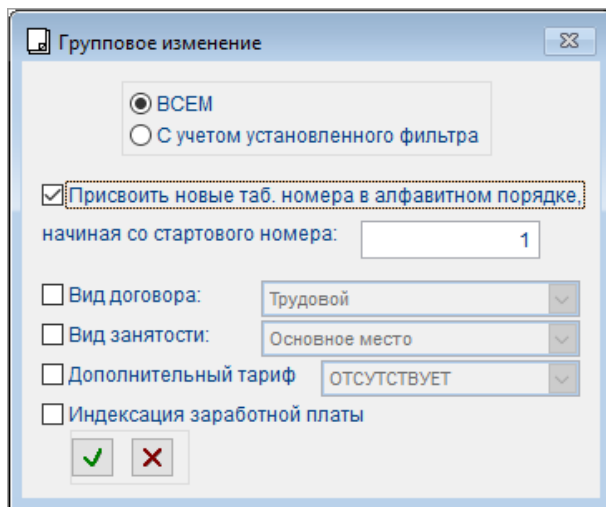 Групповое изменение
ВСЕМ
С учетом установленного фильтра
Присвоить новые таб. номера в алфавитном порядке,
начиная со стартового номера: 1
Вид договора: Трудовой
Вид занятости: Основное место
Дополнительный тариф ОТСУТСТВУЕТ
Индексация заработной платы